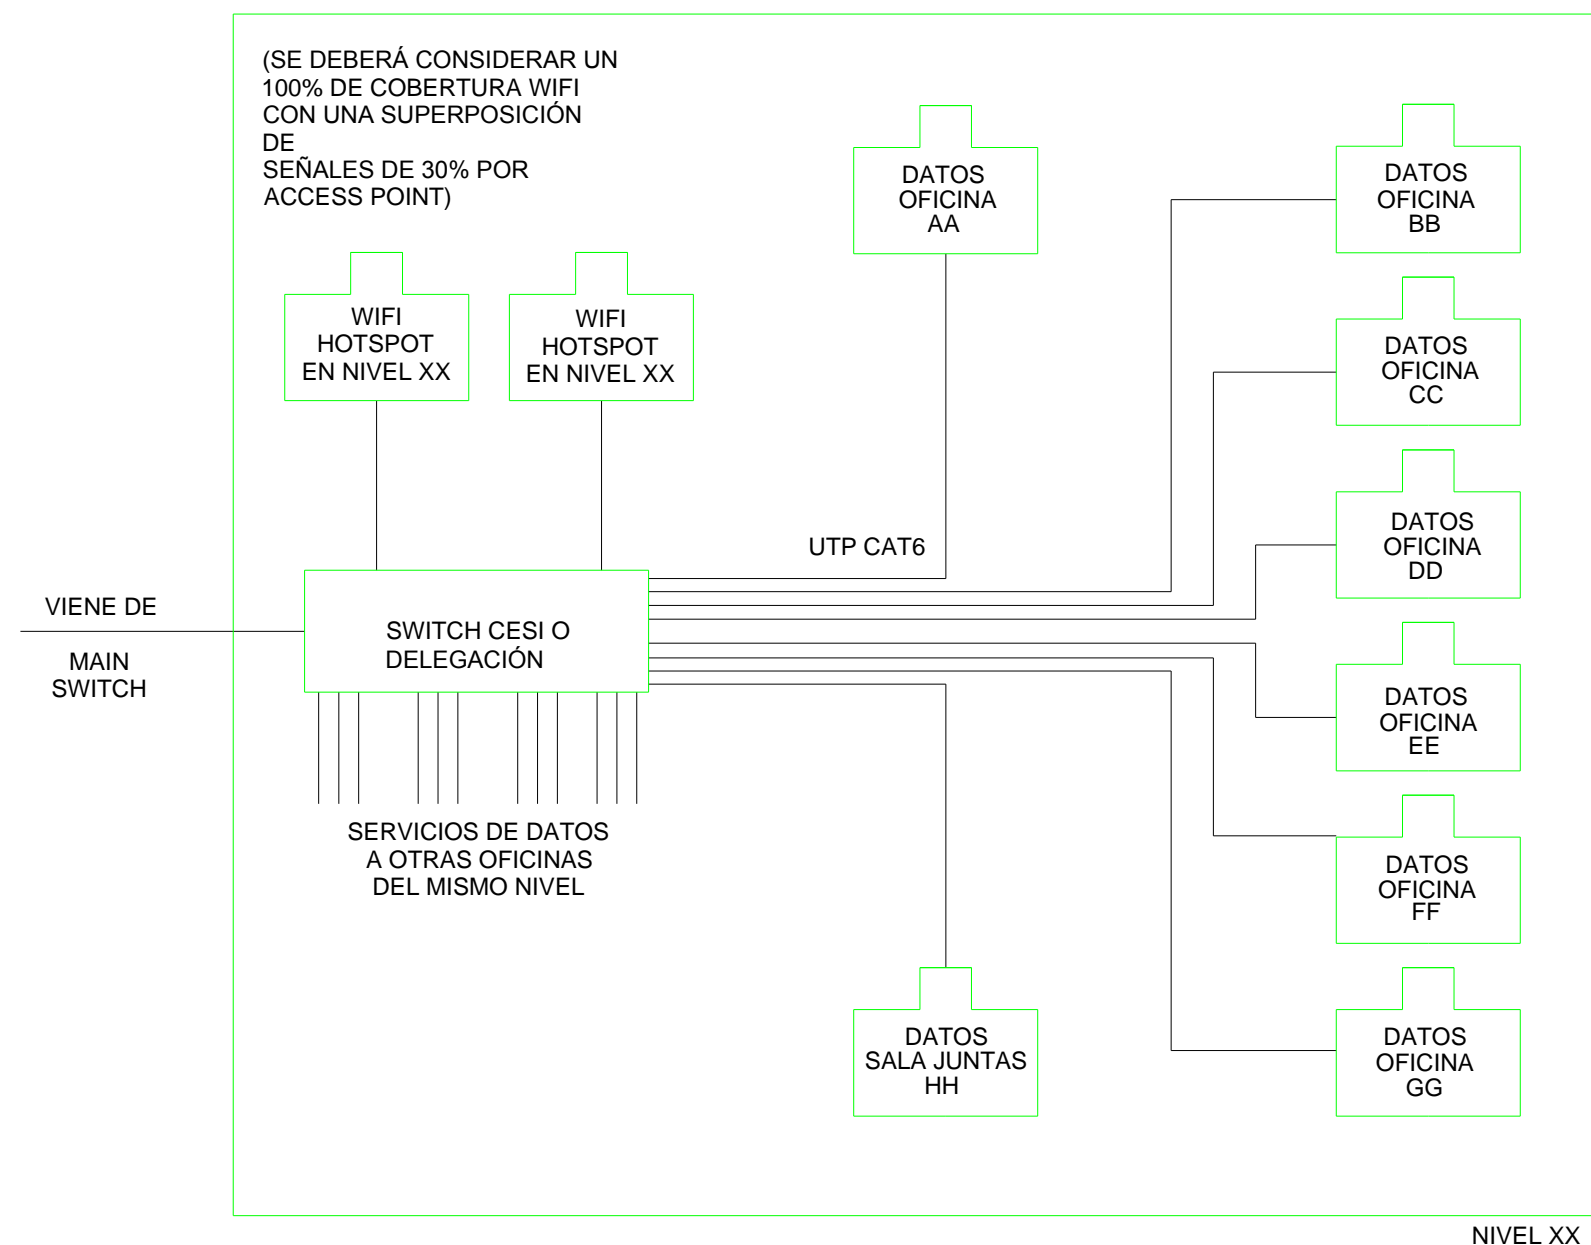 (SE DEBERÁ CONSIDERAR UN
100% DE COBERTURA WIFI
CON UNA SUPERPOSICIÓN
DE
SEÑALES DE 30% POR
ACCESS POINT)
WIFI
HOTSPOT
EN NIVEL XX
WIFI
HOTSPOT
EN NIVEL XX
DATOS
OFICINA
AA
DATOS
OFICINA
BB
DATOS
OFICINA
CC
DATOS
OFICINA
DD
UTP CAT6
VIENE DE
MAIN
SWITCH
SWITCH CESI O
DELEGACIÓN
DATOS
OFICINA
EE
SERVICIOS DE DATOS
A OTRAS OFICINAS
DEL MISMO NIVEL
DATOS
OFICINA
FF
DATOS
SALA JUNTAS
HH
DATOS
OFICINA
GG
NIVEL XX